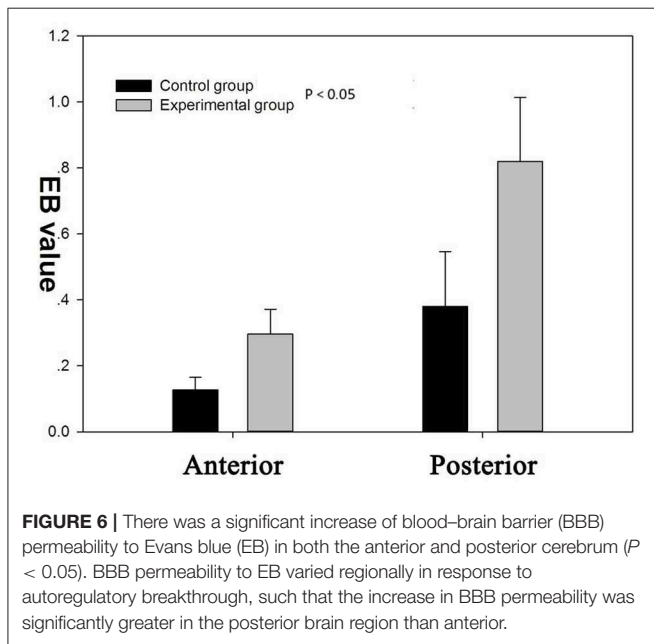 1.2
1.0
.8
.6
.4
.2
0.0
EB value
Control group
Experimental group
P < 0.05
Anterior Posterior
FIGURE 6 | There was a significant increase of blood–brain barrier (BBB)
permeability to Evans blue (EB) in both the anterior and posterior cerebrum (P
< 0.05). BBB permeability to EB varied regionally in response to
autoregulatory breakthrough, such that the increase in BBB permeability was
significantly greater in the posterior brain region than anterior.